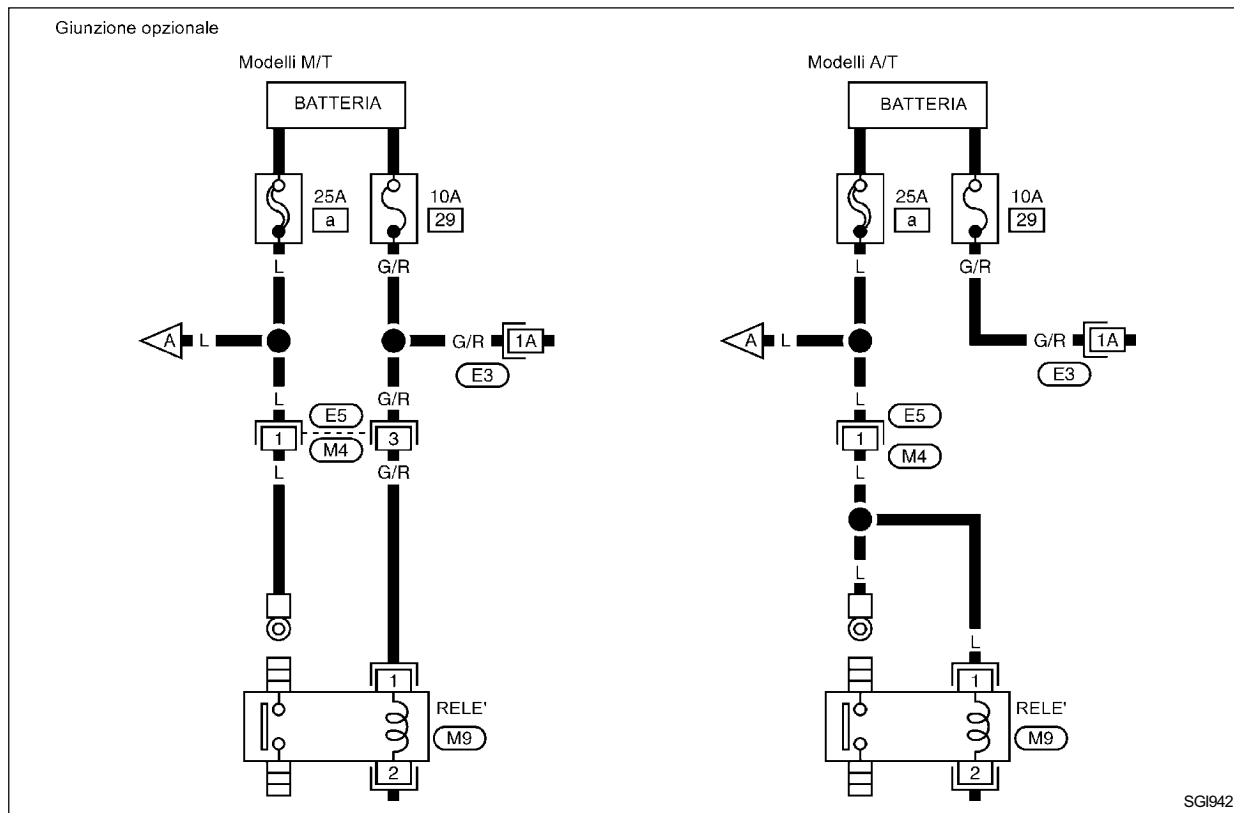 Giunzione opzionale
Modelli M/T
BATTERIA
25A
a
10A
29
L
G/R
A
L
G/R
1A
E3
L
G/R
1
E5
M4
3
L
G/R
1
RELE'
M9
2
Modelli A/T
BATTERIA
25A
a
10A
29
L
G/R
A
L
G/R
1A
E3
L
1
E5
M4
L
L
L
1
RELE'
M9
2
SGI942